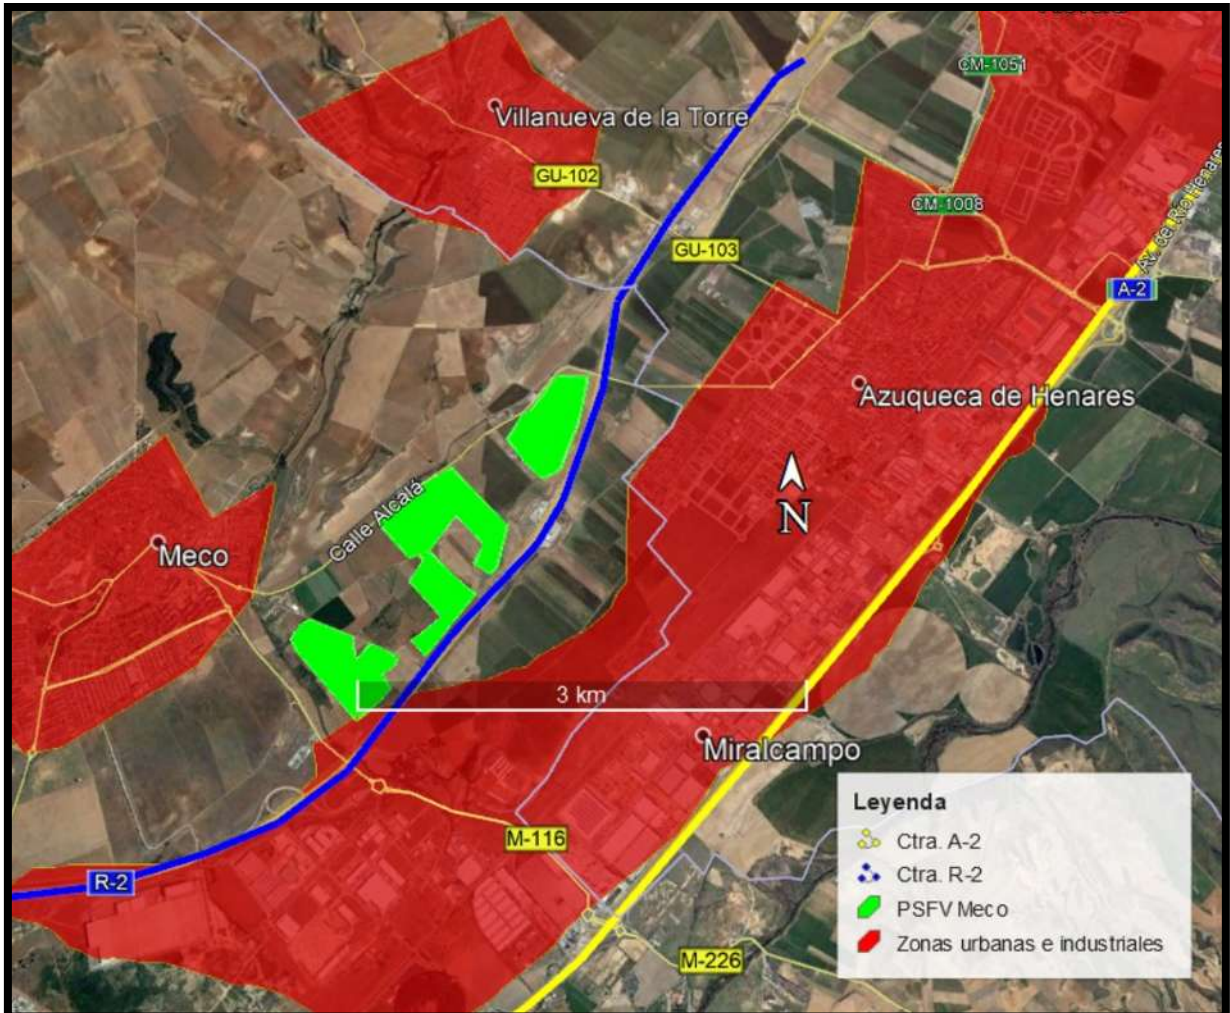 CM-1051
Villanueva de la Torre
GU-102
CM-1008
GU-103
Av. de Río Henares
A-2
Azuqueca de Henares
N
Calle Alcalá
Meco
3 km
Miralcampo
M-116
R-2
M-226
Leyenda
Ctra. A-2
Ctra. R-2
PSFV Meco
Zonas urbanas e industriales